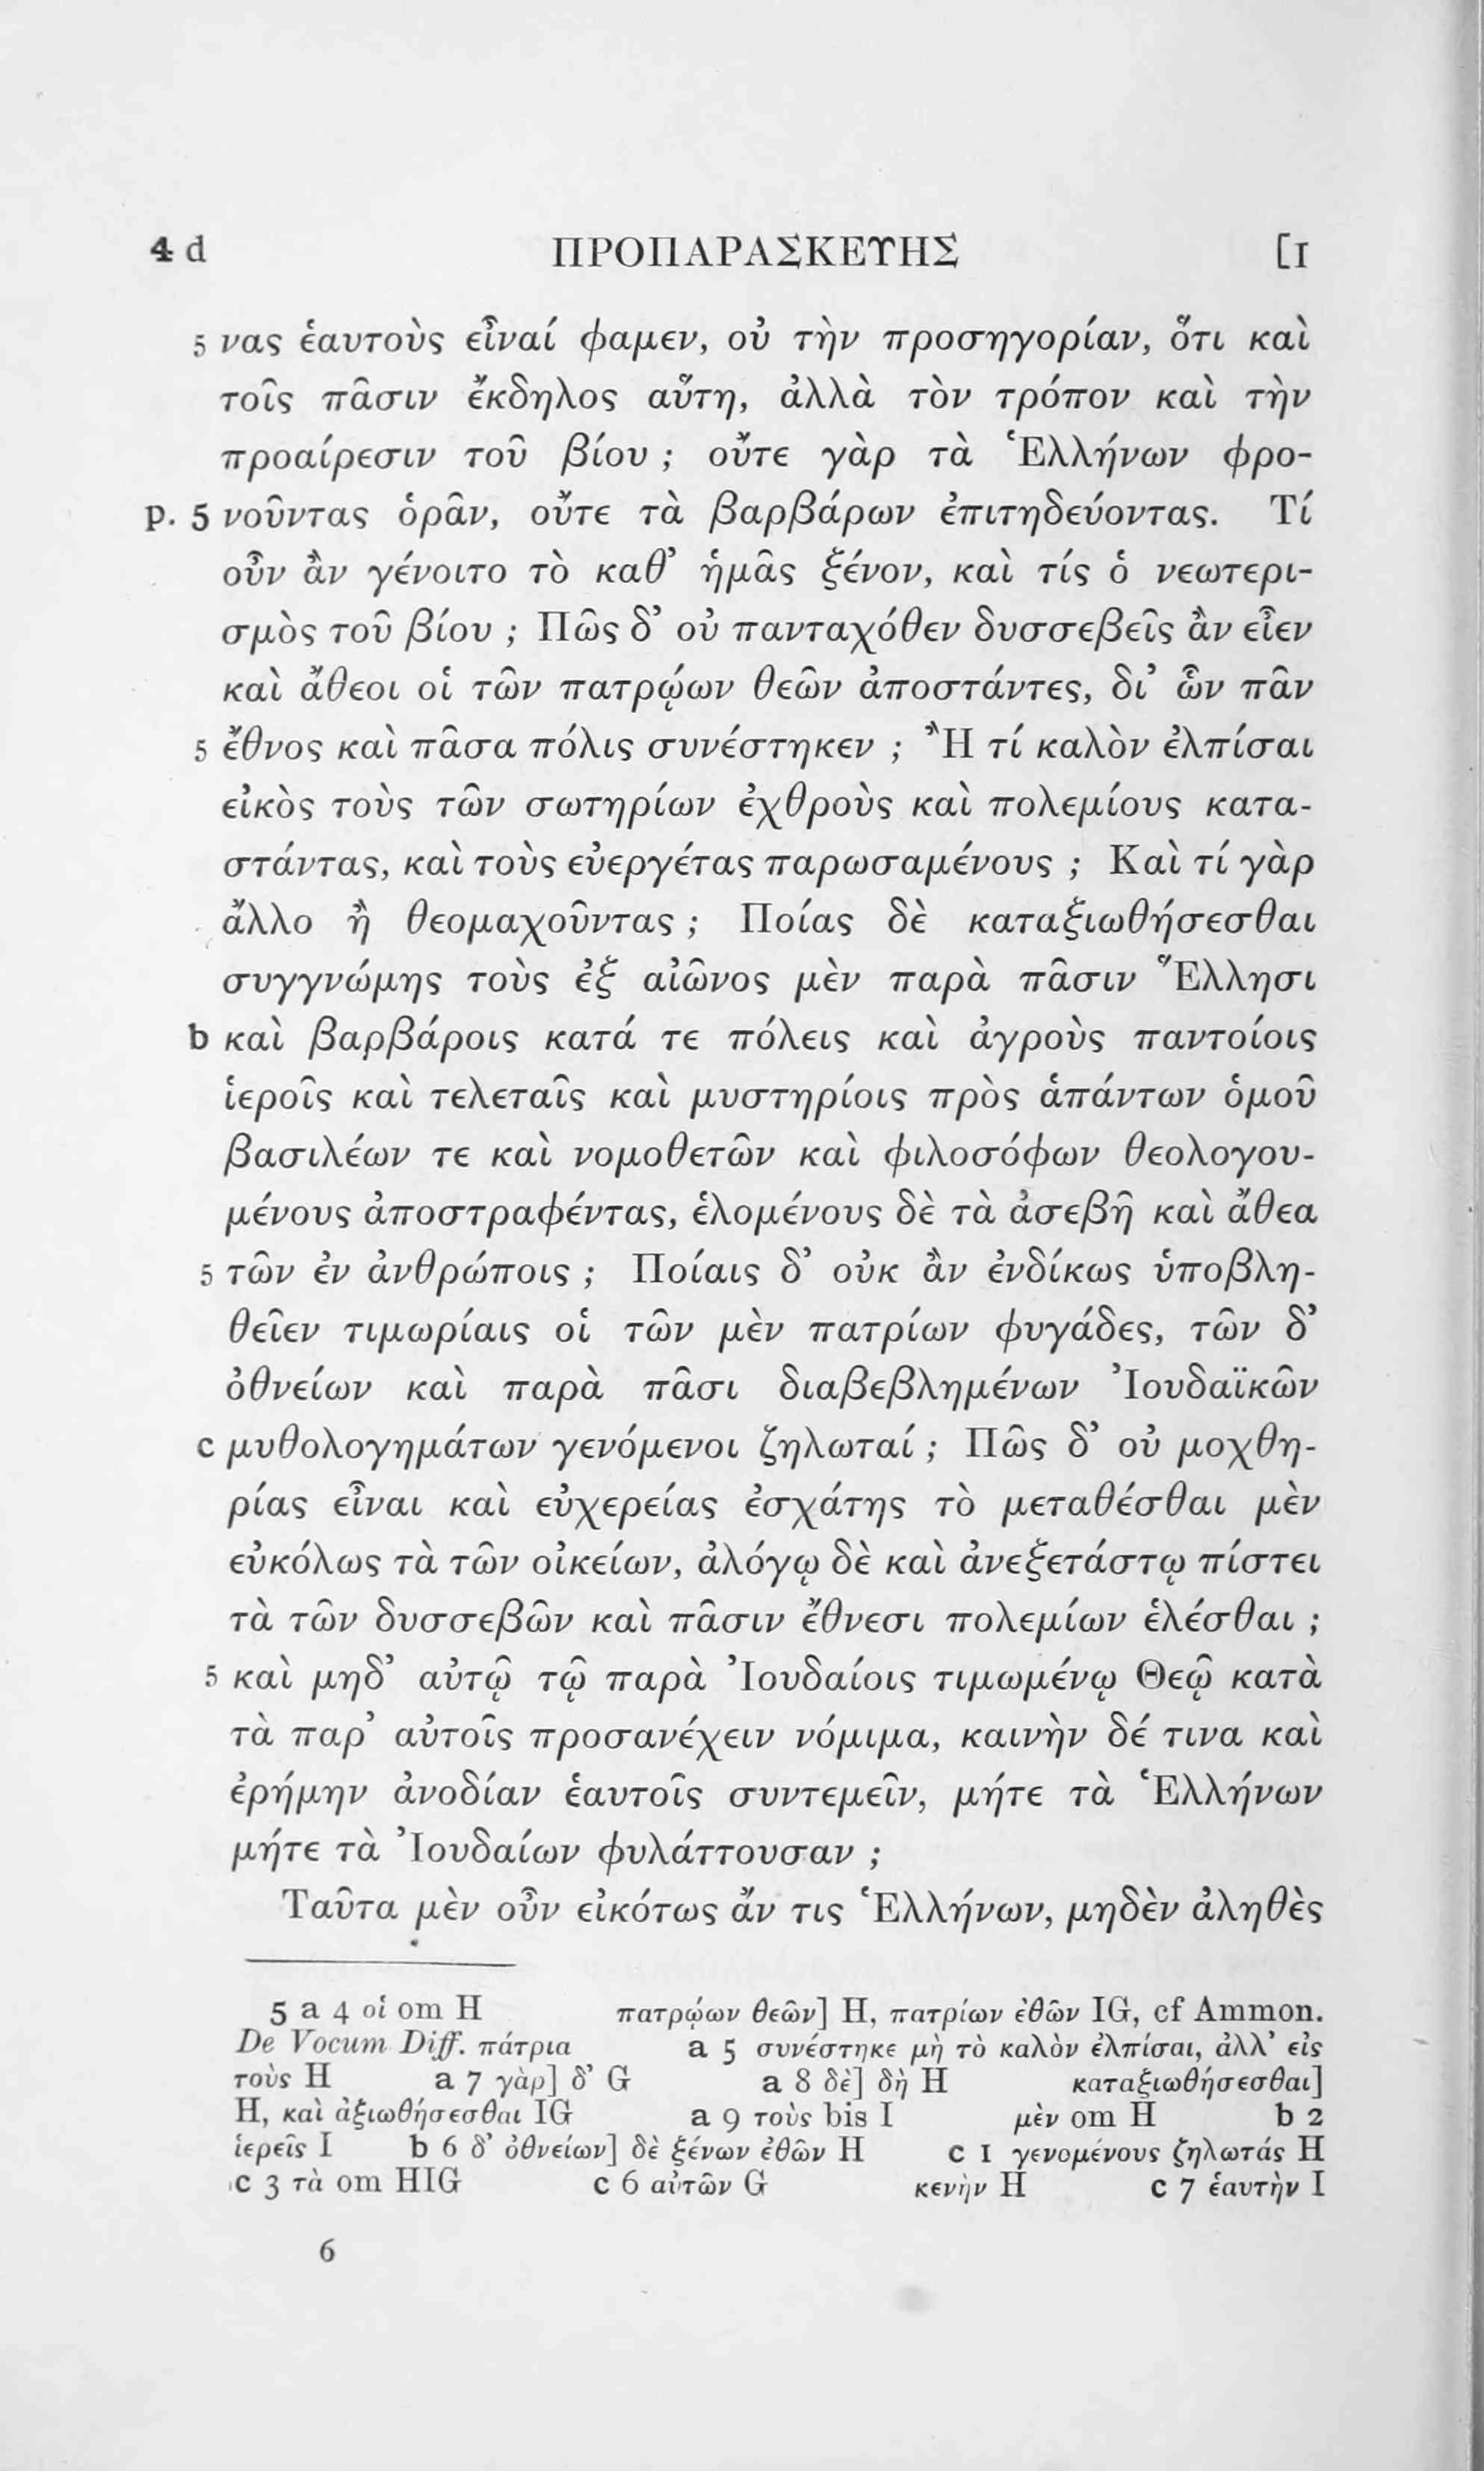 4 d ΠΡΟΠΑΡΑΣΚΕΥΗΣ [1
5 νας ἑαυτοὺς εἶναί φαμεν, οὐ τὴν προσηγορίαν, ὅτι καὶ
τοῖς πᾶσιν ἔκδηλος αὕτη, ἀλλὰ τὸν τρόπον καὶ τὴν
προαίρεσιν τοῦ βίου ; οὔτε γὰρ τὰ Ἑλλήνων φρο-
p. 5 νοῦντας ὁρᾶν, οὔτε τὰ βαρβάρων ἐπιτηδεύοντας. Τί
οὖν ἂν γένοιτο τὸ καθ’ ἡμᾶς ξένον, καὶ τίς ὁ νεωτερι-
σμὸς τοῦ βίου ; Πῶς δ’ οὐ πανταχόθεν δυσσεβεῖς ἂν εἶεν
καὶ ἄθεοι οἱ τῶν πατρῴων θεῶν ἀποστάντες, δι’ ὧν πᾶν
5 ἔθνος καὶ πᾶσα πόλις συνέστηκεν ; Ἢ τί καλὸν ἐλπίσαι
εἰκὸς τοὺς τῶν σωτηρίων ἐχθροὺς καὶ πολεμίους κατα-
στάντας, καὶ τοὺς εὐεργέτας παρωσαμένους ; Καὶ τί γὰρ
ἄλλο ἢ θεομαχοῦντας ; Ποίας δὲ καταξιωθήσεσθαι
συγγνώμης τοὺς ἐξ αἰῶνος μὲν παρὰ πᾶσιν Ἕλλησι
b καὶ βαρβάροις κατά τε πόλεις καὶ ἀγροὺς παντοίοις
ἱεροῖς καὶ τελεταῖς καὶ μυστηρίοις πρὸς ἁπάντων ὁμοῦ
βασιλέων τε καὶ νομοθετῶν καὶ φιλοσόφων θεολογου-
μένους ἀποστραφέντας, ἑλομένους δὲ τὰ ἀσεβῆ καὶ ἄθεα
5 τῶν ἐν ἀνθρώποις ; Ποίαις δ’ οὐκ ἂν ἐνδίκως ὑποβλη-
θεῖεν τιμωρίαις οἱ τῶν μὲν πατρίων φυγάδες, τῶν δ’
ὀθνείων καὶ παρὰ πᾶσι διαβεβλημένων Ἰουδαϊκῶν
c μυθολογημάτων γενόμενοι ζηλωταί ; Πῶς δ’ οὐ μοχθη-
ρίας εἶναι καὶ εὐχερείας ἐσχάτης τὸ μεταθέσθαι μὲν
εὐκόλως τὰ τῶν οἰκείων, ἀλόγῳ δὲ καὶ ἀνεξετάστῳ πίστει
τὰ τῶν δυσσεβῶν καὶ πᾶσιν ἔθνεσι πολεμίων ἑλέσθαι ;
5 καὶ μηδ’ αὐτῷ τῷ παρὰ Ἰουδαίοις τιμωμένῳ Θεῷ κατὰ
τὰ παρ’ αὐτοῖς προσανέχειν νόμιμα, καινὴν δέ τινα καὶ
ἐρήμην ἀνοδίαν ἑαυτοῖς συντεμεῖν, μήτε τὰ Ἑλλήνων
μήτε τὰ Ἰουδαίων φυλάττουσαν ;
Ταῦτα μὲν οὖν εἰκότως ἄν τις Ἑλλήνων, μηδὲν ἀληθὲς
5 a 4 οἱ om H πατρῴων θεῶν] H, πατρίων ἐθῶν IG, cf Ammon.
De Vocum Diff. πάτρια a 5 συνέστηκε μὴ τὸ καλὸν ἐλπίσαι, ἀλλ’ εἰς
τοὺς H a 7 γὰρ] δ’ G a 8 δὲ] δὴ H καταξιωθήσεσθαι]
H, καὶ ἀξιωθήσεσθαι IG a 9 τοὺς bis I μὲν om H b 2
ἱερεῖς I b 6 δ’ ὀθνείων] δὲ ξένων ἐθῶν H c 1 γενομένους ζηλωτάς H
c 3 τὰ om HIG c 6 αὐτῶν G κενὴν H c 7 ἑαυτὴν I
6